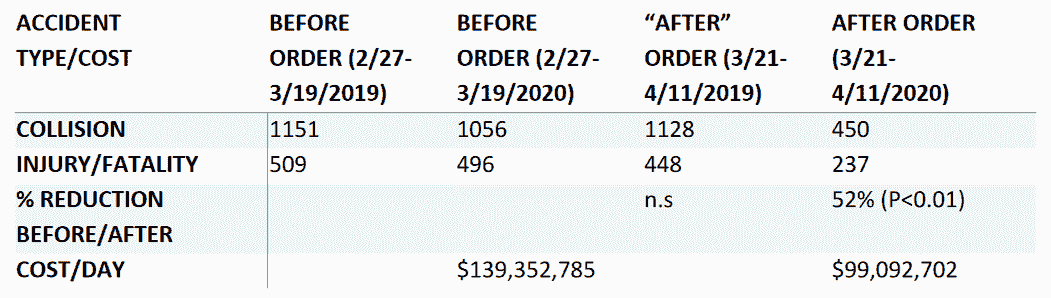 ACCIDENT BEFORE BEFORE “AFTER” AFTER ORDER
TYPE/COST ORDER (2/27- ORDER (2/27- ORDER (3/21- (3/21-
3/19/2019) 3/19/2020) 4/11/2019) 4/11/2020)
COLLISION 1151 1056 1128 450
INJURY/FATALITY 509 496 448 237
% REDUCTION n.s 52% (P<0.01)
BEFORE/AFTER
COST/DAY $139,352,785 $99,092,702